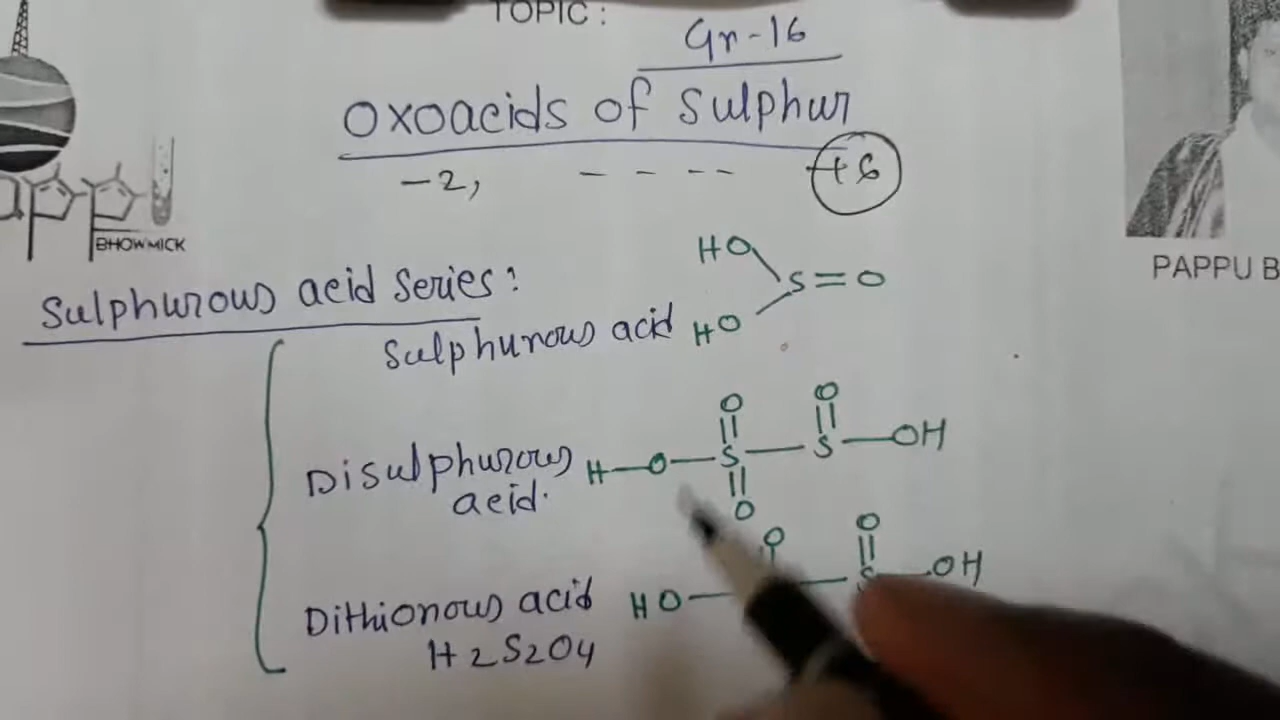 TOPIC :
Gr-16
Oxoacids of Sulphur
-2, - - - - +6
BHOWMICK
PAPPU B
Sulphurous acid series:
Sulphurous acid
HO
S=O
HO
O O
Disulphurous H-O-S-S-OH
acid.
O
O O
Dithionous acid HO- S-OH
H2S2O4